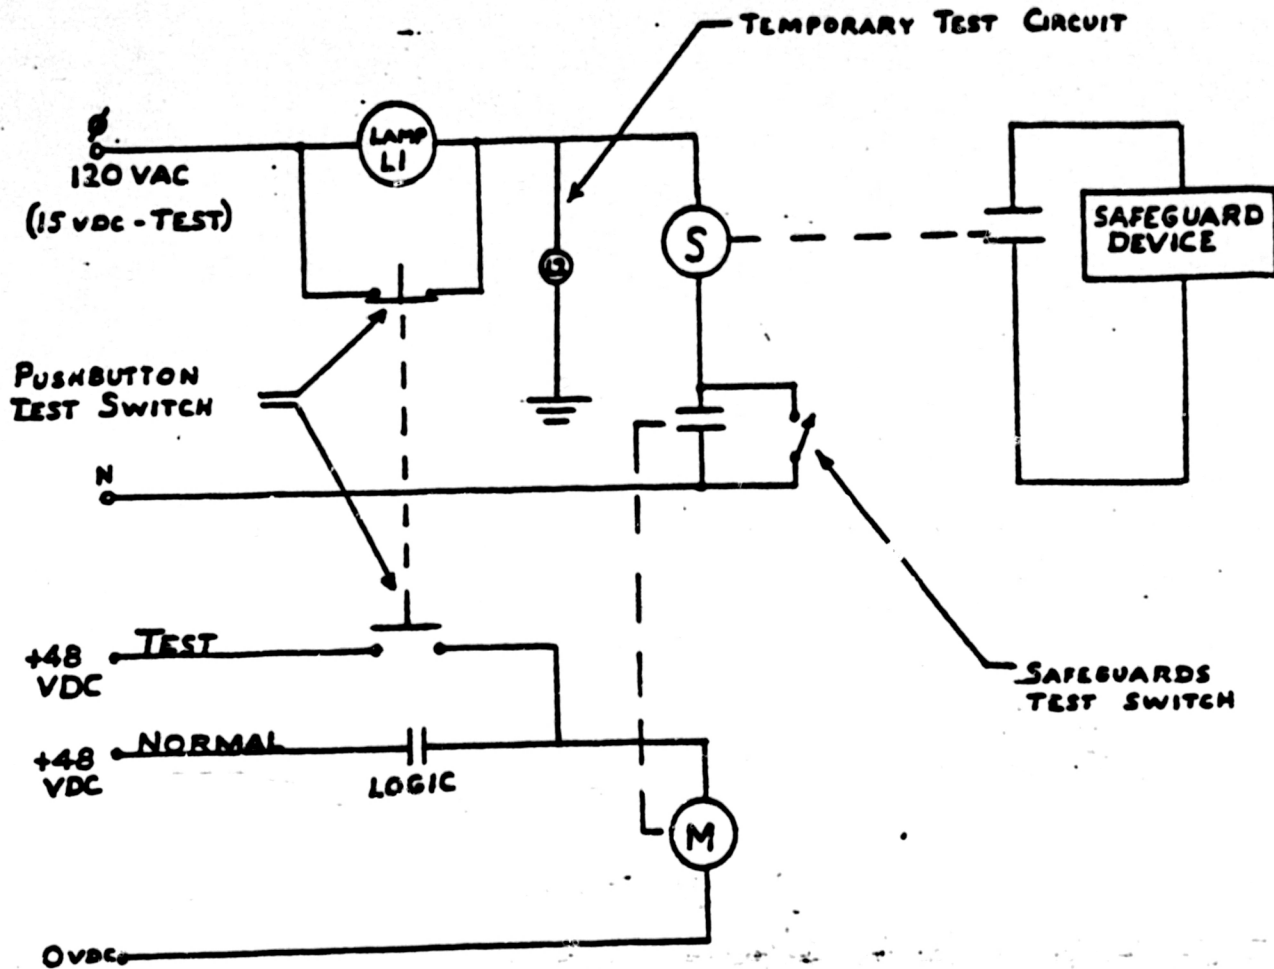 TEMPORARY TEST CIRCUIT
Ø
LAMP
L1
120 VAC
(15 VDC - TEST)
SAFEGUARD
DEVICE
S
L2
PUSHBUTTON
TEST SWITCH
N
+48
VDC
TEST
SAFEGUARDS
TEST SWITCH
+48
VDC
NORMAL
LOGIC
M
0 VDC